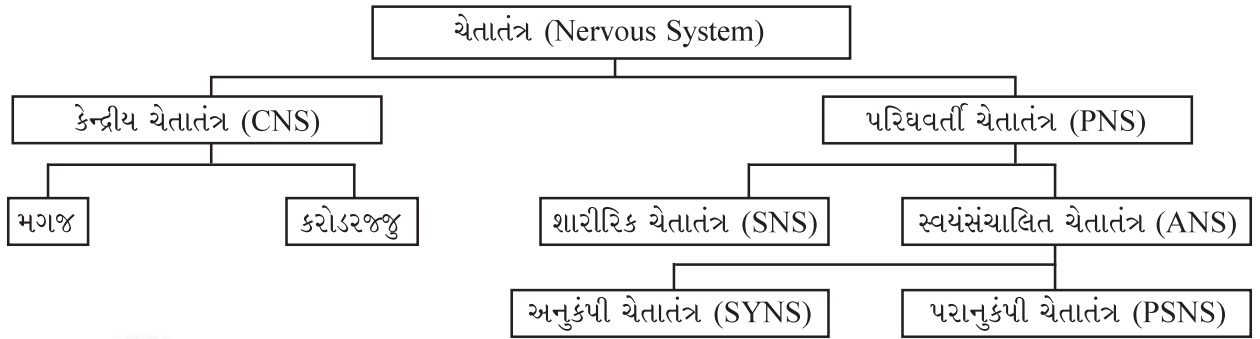 ચેતાતંત્ર (Nervous System)
કેન્દ્રીય ચેતાતંત્ર (CNS)
પરિઘવર્તી ચેતાતંત્ર (PNS)
મગજ
કરોડરજ્જુ
શારીરિક ચેતાતંત્ર (SNS)
સ્વયંસંચાલિત ચેતાતંત્ર (ANS)
અનુકંપી ચેતાતંત્ર (SYNS)
પરાનુકંપી ચેતાતંત્ર (PSNS)